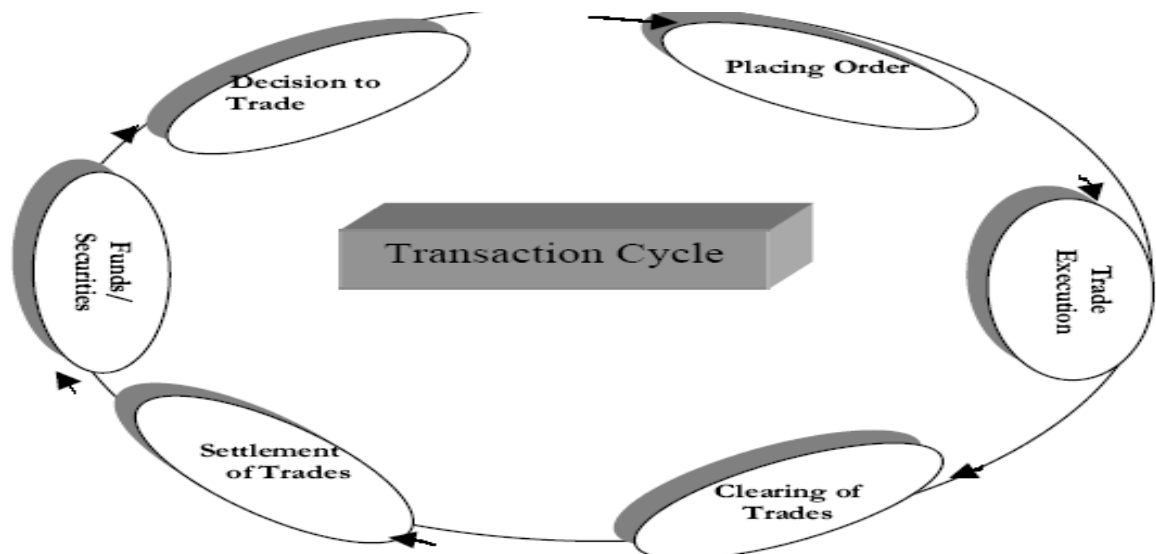 Decision to
Trade
Placing Order
Transaction Cycle
Funds/
Securities
Trade
Execution
Settlement
of Trades
Clearing of
Trades